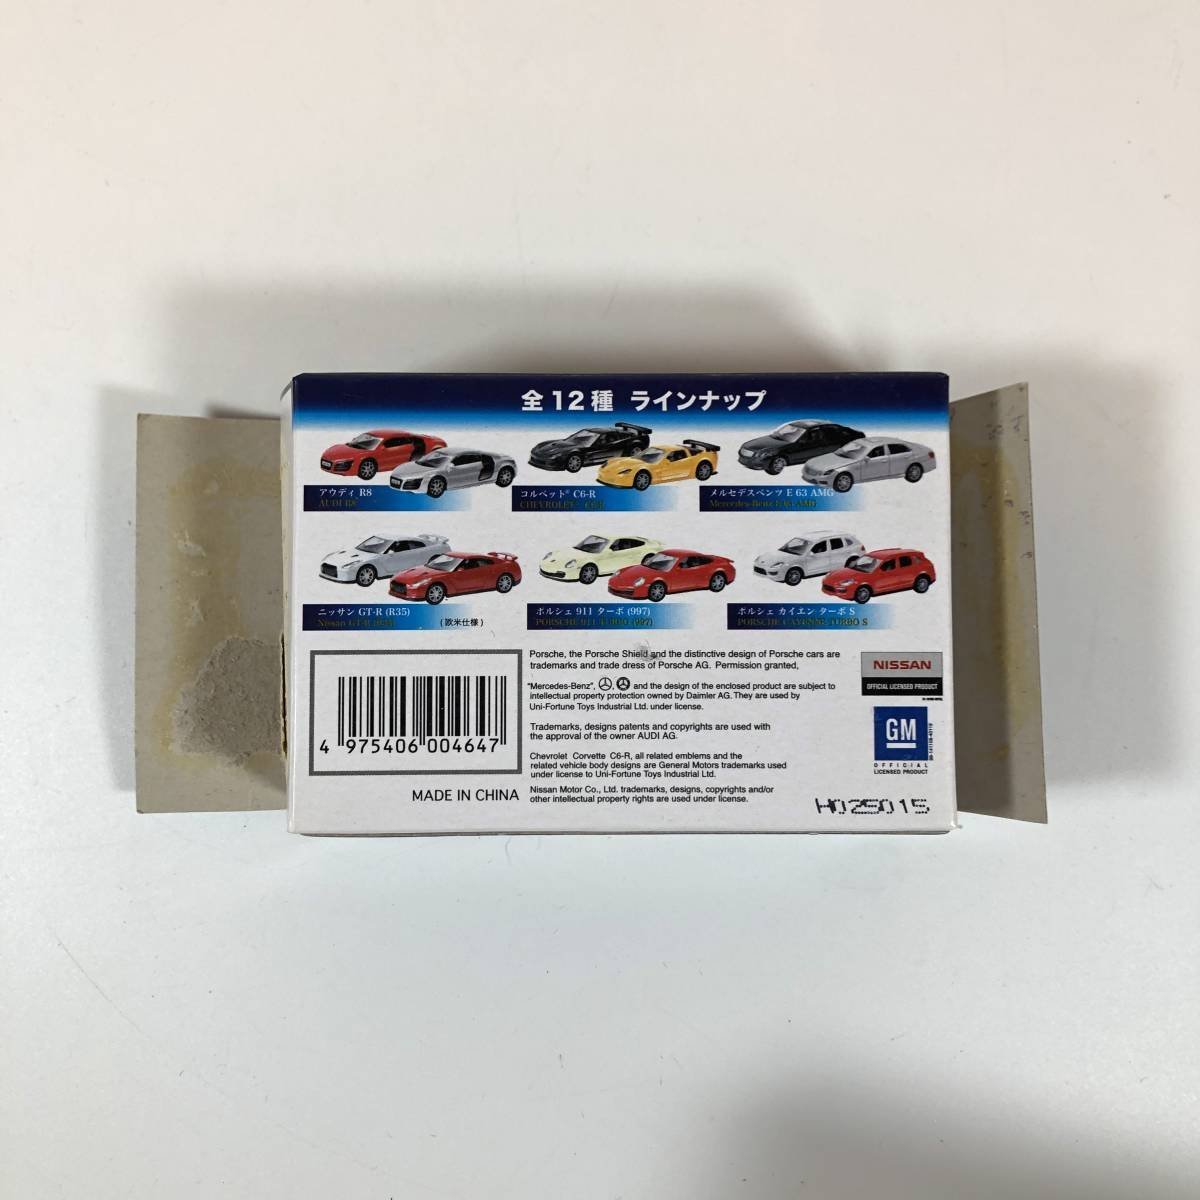 全12種 ラインナップ
アウディ R8
AUDI R8
コルベット® C6-R
CHEVROLET® C6-R
メルセデスベンツ E 63 AMG
Mercedes-Benz E 63 AMG
ニッサン GT-R (R35)
Nissan GT-R (R35)
(欧米仕様)
ポルシェ 911 ターボ (997)
PORSCHE 911 TURBO (997)
ポルシェ カイエン ターボ S
PORSCHE CAYENNE TURBO S
Porsche, the Porsche Shield and the distinctive design of Porsche cars are
trademarks and trade dress of Porsche AG. Permission granted,
"Mercedes-Benz", and the design of the enclosed product are subject to
intellectual property protection owned by Daimler AG. They are used by
Uni-Fortune Toys Industrial Ltd. under license.
Trademarks, designs patents and copyrights are used with
the approval of the owner AUDI AG.
Chevrolet Corvette C6-R, all related emblems and the
related vehicle body designs are General Motors trademarks used
under license to Uni-Fortune Toys Industrial Ltd.
Nissan Motor Co., Ltd. trademarks, designs, copyrights and/or
other intellectual property rights are used under license.
4 975406 004647
MADE IN CHINA
NISSAN
OFFICIAL LICENSED PRODUCT
GM
OFFICIAL
LICENSED PRODUCT
H025015